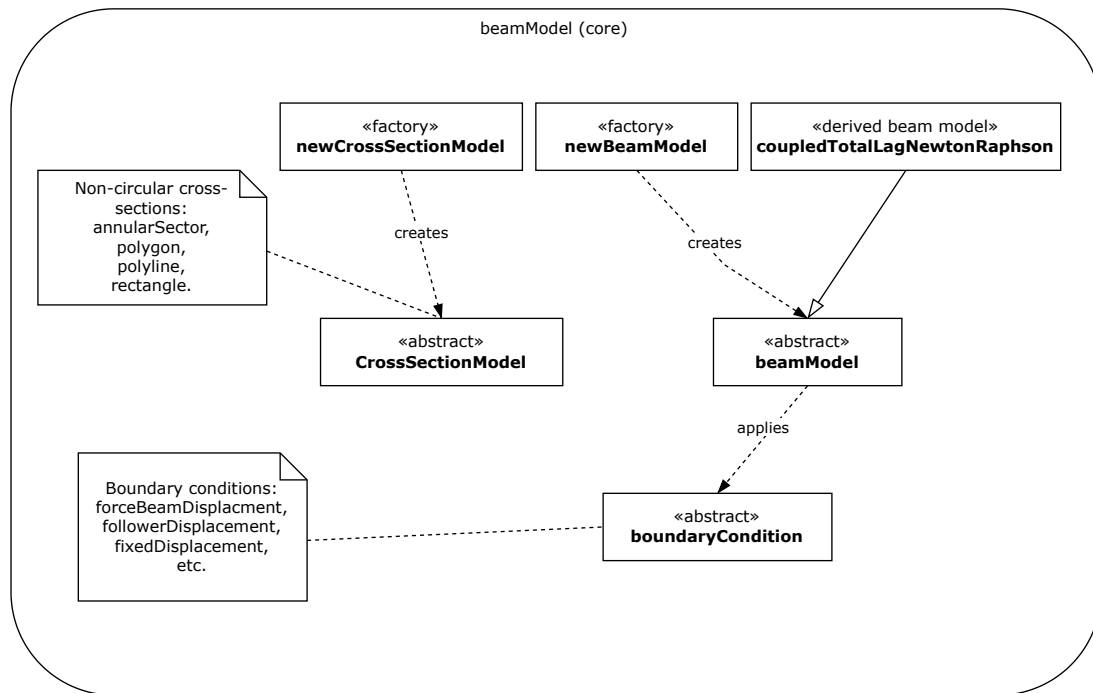 beamModel (core)
«factory»
newCrossSectionModel
«factory»
newBeamModel
«derived beam model»
coupledTotalLagNewtonRaphson
Non-circular cross-
sections:
annularSector,
polygon,
polyline,
rectangle.
creates
creates
«abstract»
CrossSectionModel
«abstract»
beamModel
applies
Boundary conditions:
forceBeamDisplacment,
followerDisplacement,
fixedDisplacement,
etc.
«abstract»
boundaryCondition